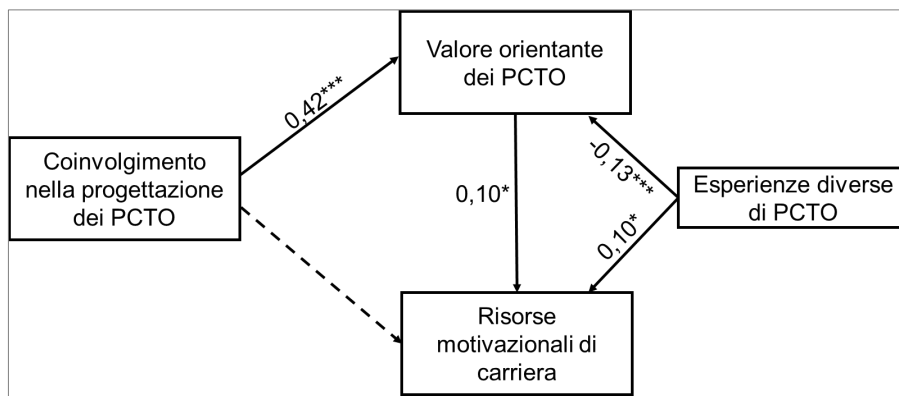 Valore orientante
dei PCTO
0,42***
Coinvolgimento
nella progettazione
dei PCTO
-0,13***
Esperienze diverse
di PCTO
0,10*
0,10*
Risorse
motivazionali di
carriera